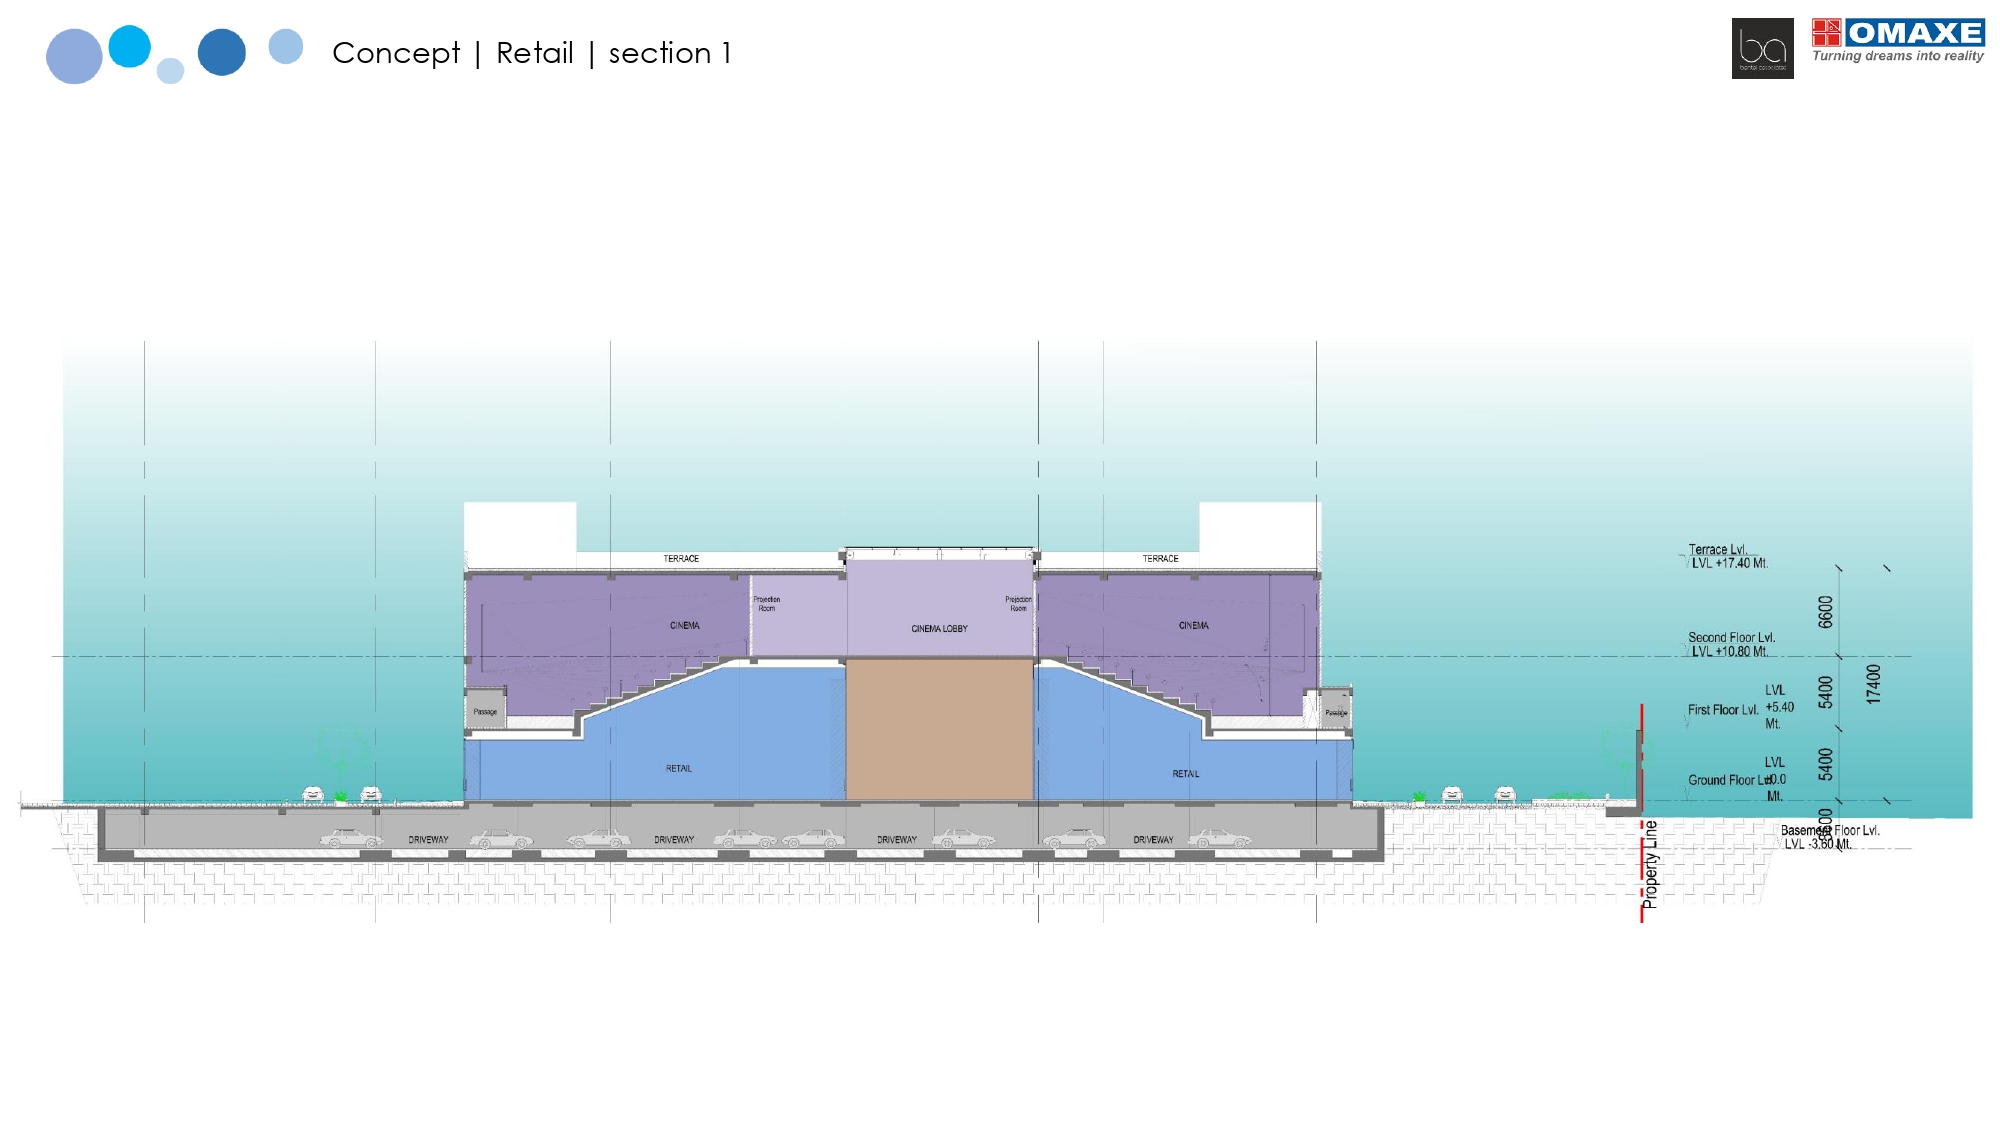 Concept | Retail | section 1
ba
OMAXE
Turning dreams into reality
TERRACE
TERRACE
Terrace Lvl.
LVL +17.40 Mt.
6600
Projection
Room
Projection
Room
CINEMA
CINEMA LOBBY
CINEMA
Second Floor Lvl.
LVL +10.80 Mt.
5400
17400
Passage
Passage
First Floor Lvl.
LVL
+5.40
Mt.
RETAIL
RETAIL
5400
Ground Floor Lvl.
LVL
±0.0
Mt.
DRIVEWAY
DRIVEWAY
DRIVEWAY
DRIVEWAY
Basement Floor Lvl.
LVL -3.60 Mt.
Property Line